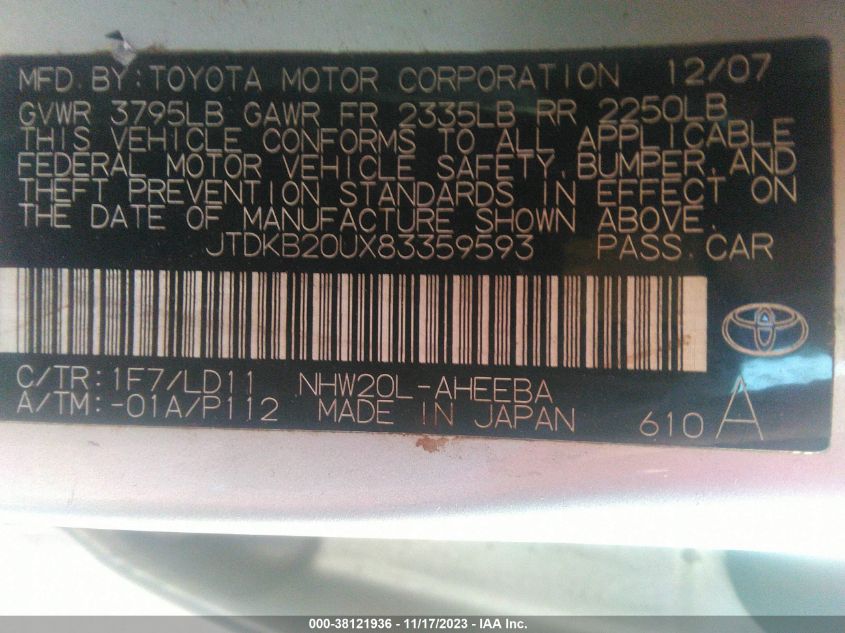 MFD. BY: TOYOTA MOTOR CORPORATION 12/07
GVWR 3795LB GAWR FR 2335LB RR 2250LB
THIS VEHICLE CONFORMS TO ALL APPLICABLE
FEDERAL MOTOR VEHICLE SAFETY, BUMPER, AND
THEFT PREVENTION STANDARDS IN EFFECT ON
THE DATE OF MANUFACTURE SHOWN ABOVE.
JTDKB20UX83359593 PASS. CAR
C/TR: 1F7/LD11 NHW20L-AHEEBA
A/TM: -01A/P112 MADE IN JAPAN 610 A
000-38121936 - 11/17/2023 - IAA Inc.